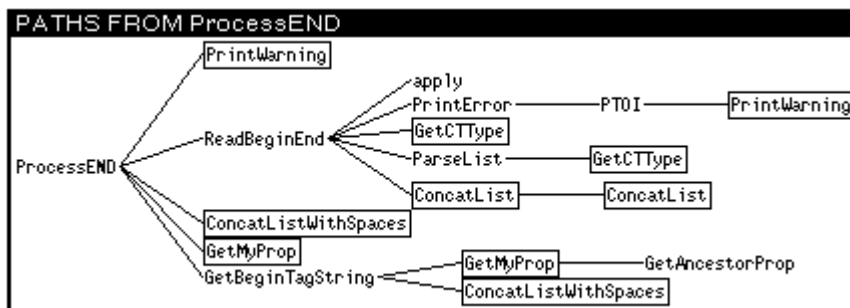 PATHS FROM ProcessEND
PrintWarning
apply
PrintError PTOI PrintWarning
GetCTType
ReadBeginEnd
ParseList GetCTType
ProcessEND
ConcatList ConcatList
ConcatListWithSpaces
GetMyProp
GetMyProp GetAncestorProp
GetBeginTagString
ConcatListWithSpaces